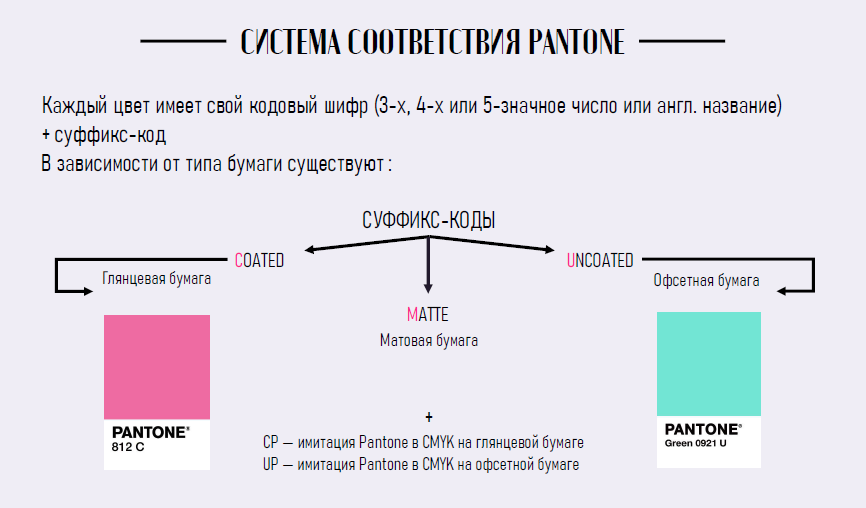 СИСТЕМА СООТВЕТСТВИЯ PANTONE
Каждый цвет имеет свой кодовый шифр (3-х, 4-х или 5-значное число или англ. название)
+ суффикс-код
В зависимости от типа бумаги существуют :
СУФФИКС-КОДЫ
COATED
Глянцевая бумага
MATTE
Матовая бумага
UNCOATED
Офсетная бумага
PANTONE®
812 C
PANTONE®
Green 0921 U
+
CP — имитация Pantone в CMYK на глянцевой бумаге
UP — имитация Pantone в CMYK на офсетной бумаге